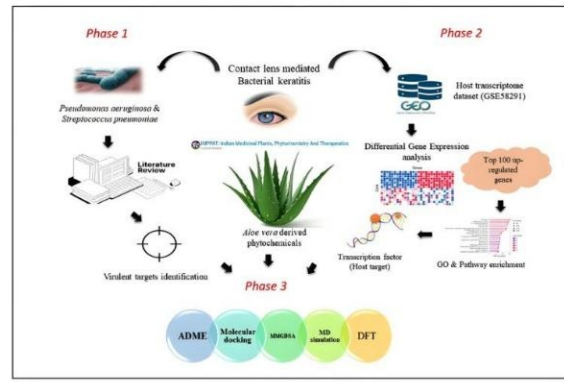 Phase 1
Phase 2
Contact lens mediated
Bacterial keratitis
Pseudomonas aeruginosa &
Streptococcus pneumoniae
GEO
Host transcriptome
dataset (GSE58291)
IMPPAT: Indian Medicinal Plants, Phytochemistry And Therapeutics
Literature
Review
Differential Gene Expression
analysis
Top 100 up-
regulated
genes
Aloe vera derived
phytochemicals
Transcription factor
(Host target)
GO & Pathway enrichment
Virulent targets identification
Phase 3
ADME
Molecular
docking
MMGBSA
MD
simulation
DFT